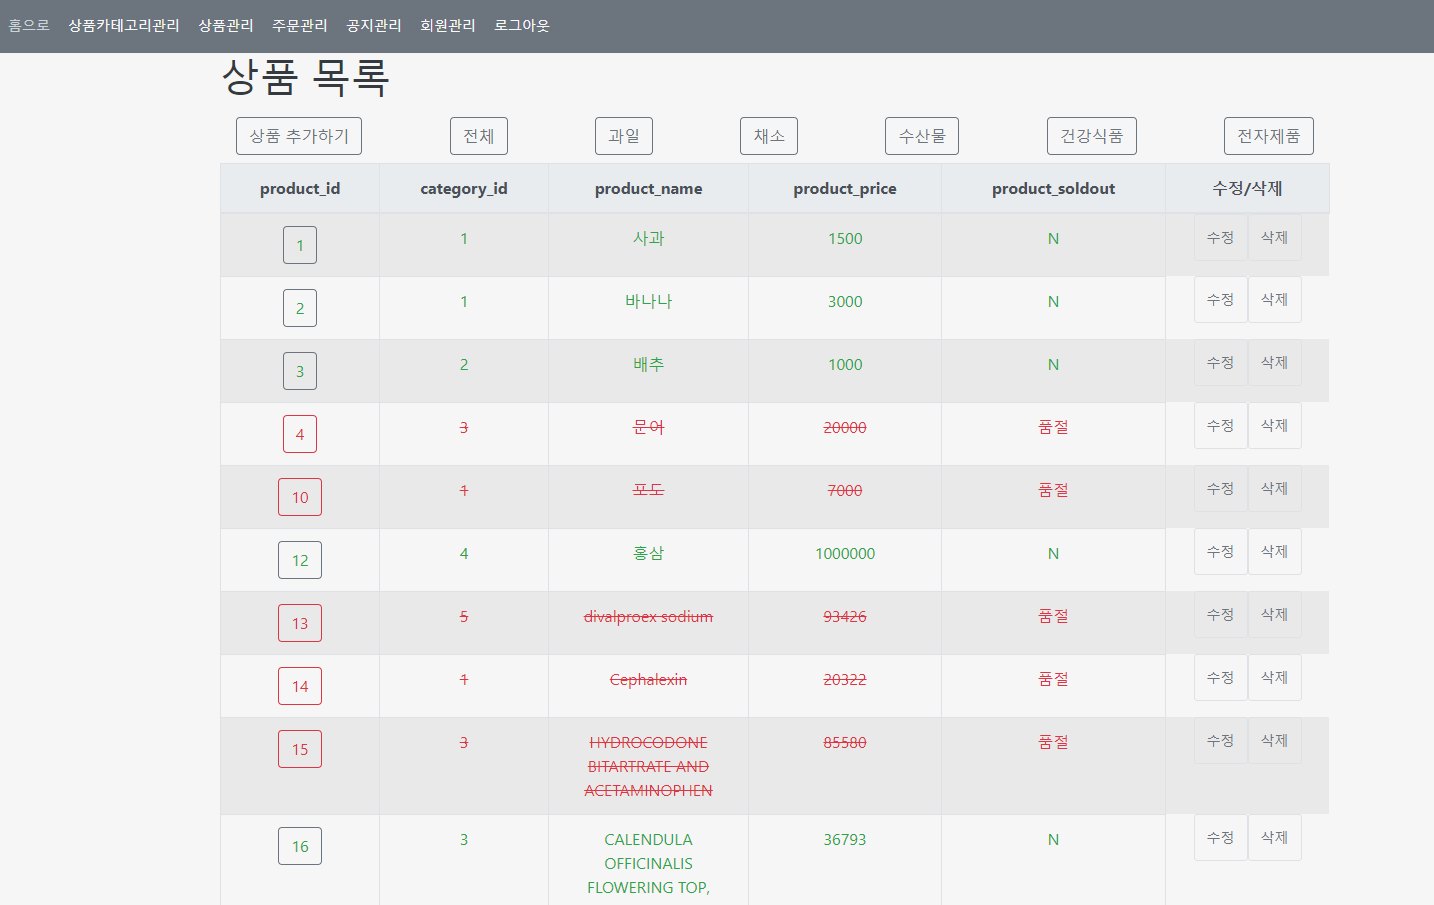 홈으로 상품카테고리관리 상품관리 주문관리 공지관리 회원관리 로그아웃
상품 목록
상품 추가하기 전체 과일 채소 수산물 건강식품 전자제품
product_id category_id product_name product_price product_soldout 수정/삭제
1 1 사과 1500 N 수정 삭제
2 1 바나나 3000 N 수정 삭제
3 2 배추 1000 N 수정 삭제
4 3 문어 20000 품절 수정 삭제
10 1 포도 7000 품절 수정 삭제
12 4 홍삼 1000000 N 수정 삭제
13 5 divalproex sodium 93426 품절 수정 삭제
14 1 Cephalexin 20322 품절 수정 삭제
15 3 HYDROCODONE 85580 품절 수정 삭제
BITARTRATE AND
ACETAMINOPHEN
16 3 CALENDULA 36793 N 수정 삭제
OFFICINALIS
FLOWERING TOP,